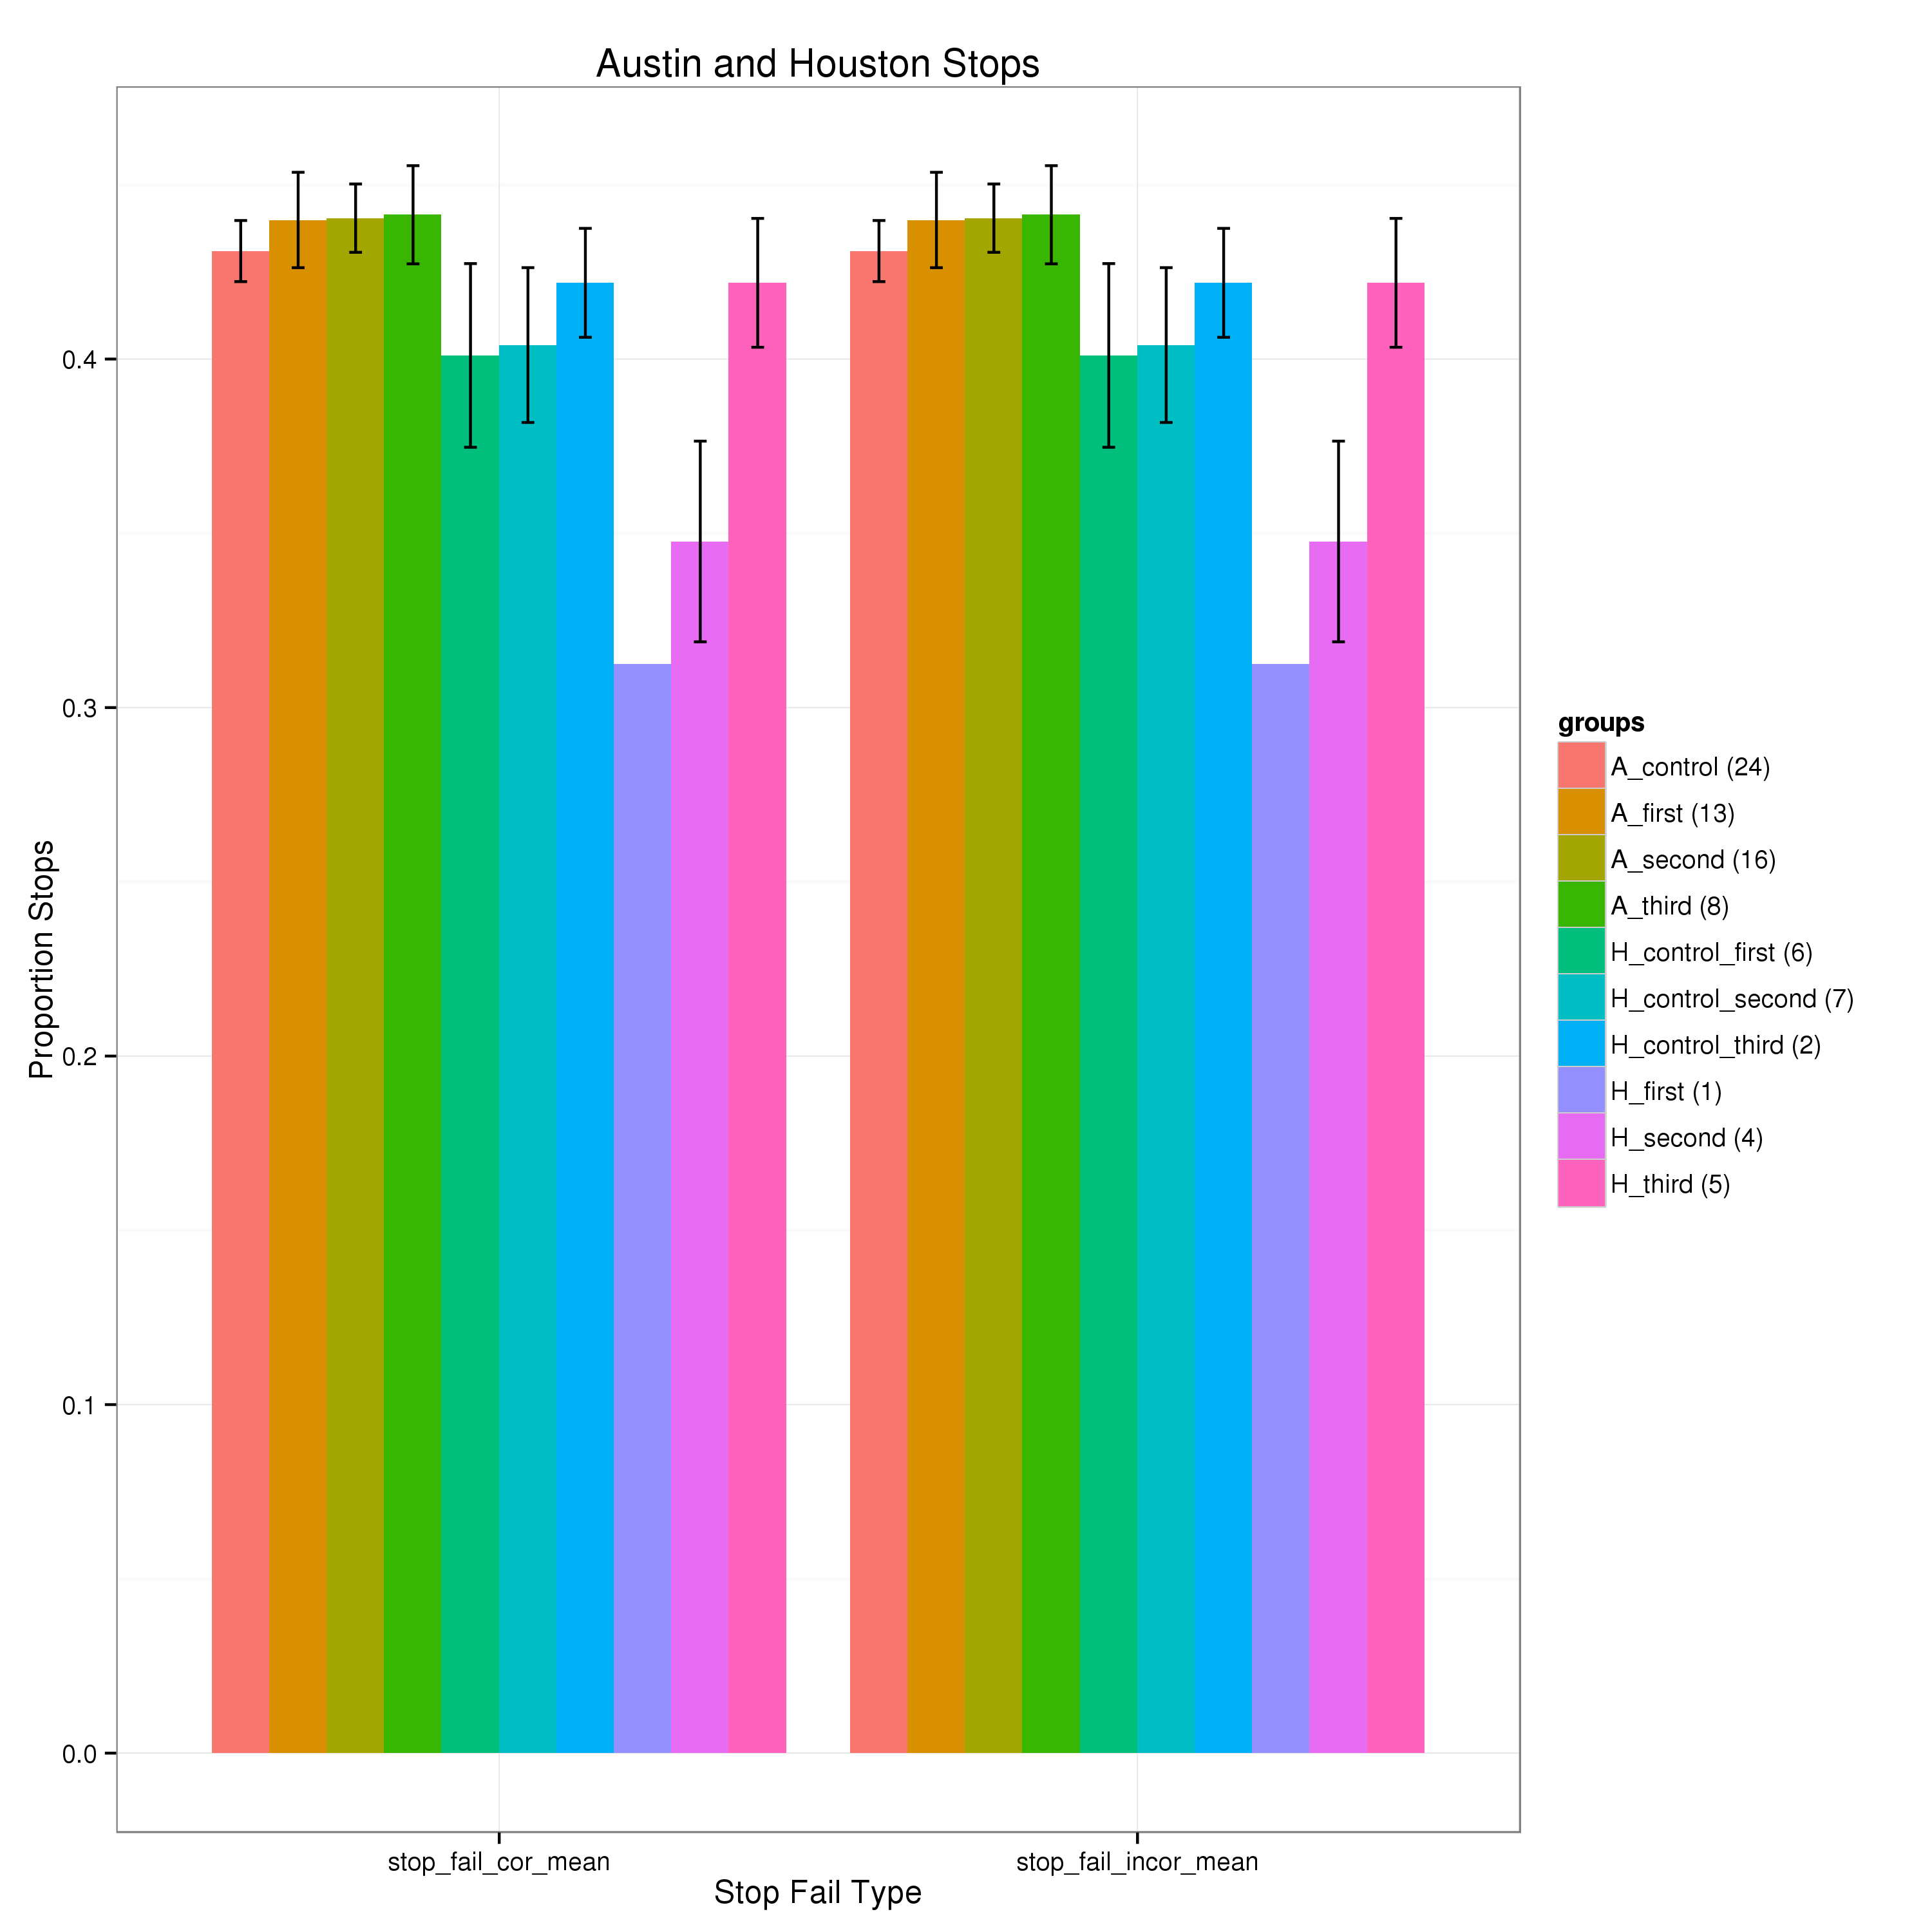 Austin and Houston Stops
Proportion Stops
0.4
0.3
0.2
0.1
0.0
stop_fail_cor_mean
stop_fail_incor_mean
Stop Fail Type
groups
A_control (24)
A_first (13)
A_second (16)
A_third (8)
H_control_first (6)
H_control_second (7)
H_control_third (2)
H_first (1)
H_second (4)
H_third (5)